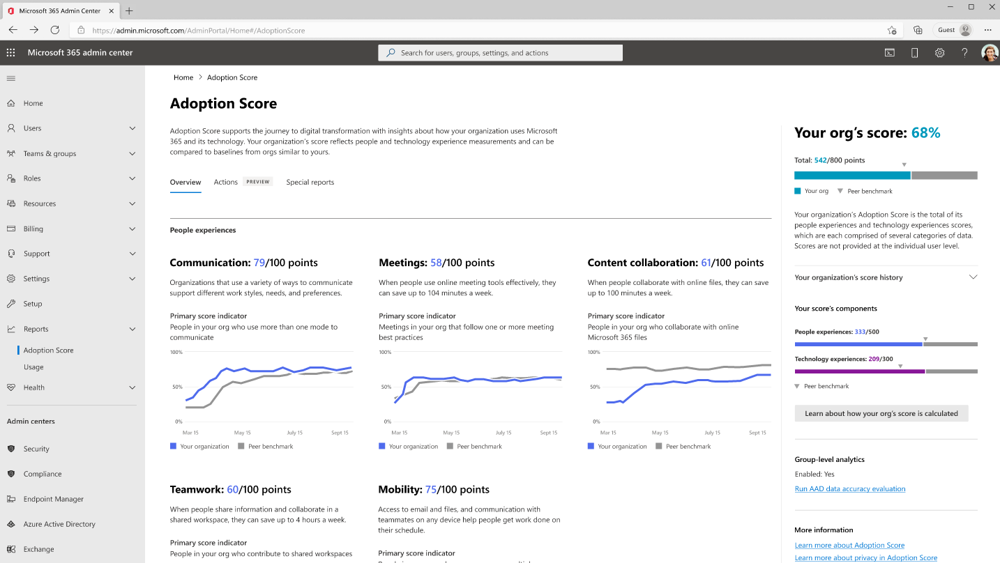 Microsoft 365 Admin Center
https://admin.microsoft.com/AdminPortal/Home#/AdoptionScore
Guest
Microsoft 365 admin center
Search for users, groups, settings, and actions
Home
Users
Teams & groups
Roles
Resources
Billing
Support
Settings
Setup
Reports
Adoption Score
Usage
Health
Admin centers
Security
Compliance
Endpoint Manager
Azure Active Directory
Exchange
Home > Adoption Score
Adoption Score
Adoption Score supports the journey to digital transformation with insights about how your organization uses Microsoft
365 and its technology. Your organization's score reflects people and technology experience measurements and can be
compared to baselines from orgs similar to yours.
Overview Actions PREVIEW Special reports
People experiences
Communication: 79/100 points
Organizations that use a variety of ways to communicate
support different work styles, needs, and preferences.
Primary score indicator
People in your org who use more than one mode to
communicate
100%
50%
0%
Mar 15 May 15 July 15 Sept 15
Your organization Peer benchmark
Meetings: 58/100 points
When people use online meeting tools effectively, they
can save up to 104 minutes a week.
Primary score indicator
Meetings in your org that follow one or more meeting
best practices
100%
50%
0%
Mar 15 May 15 July 15 Sept 15
Your organization Peer benchmark
Content collaboration: 61/100 points
When people collaborate with online files, they can save
up to 100 minutes a week.
Primary score indicator
People in your org who collaborate with online
Microsoft 365 files
100%
50%
0%
Mar 15 May 15 July 15 Sept 15
Your organization Peer benchmark
Teamwork: 60/100 points
When people share information and collaborate in a
shared workspace, they can save up to 4 hours a week.
Primary score indicator
People in your org who contribute to shared workspaces
Mobility: 75/100 points
Access to email and files, and communication with
teammates on any device help people get work done on
their schedule.
Primary score indicator
Your org's score: 68%
Total: 542/800 points
Your org Peer benchmark
Your organization's Adoption Score is the total of its
people experiences and technology experiences scores,
which are each comprised of several categories of data.
Scores are not provided at the individual user level.
Your organization's score history
Your score's components
People experiences: 333/500
Technology experiences: 209/300
Peer benchmark
Learn about how your org's score is calculated
Group-level analytics
Enabled: Yes
Run AAD data accuracy evaluation
More information
Learn more about Adoption Score
Learn more about privacy in Adoption Score